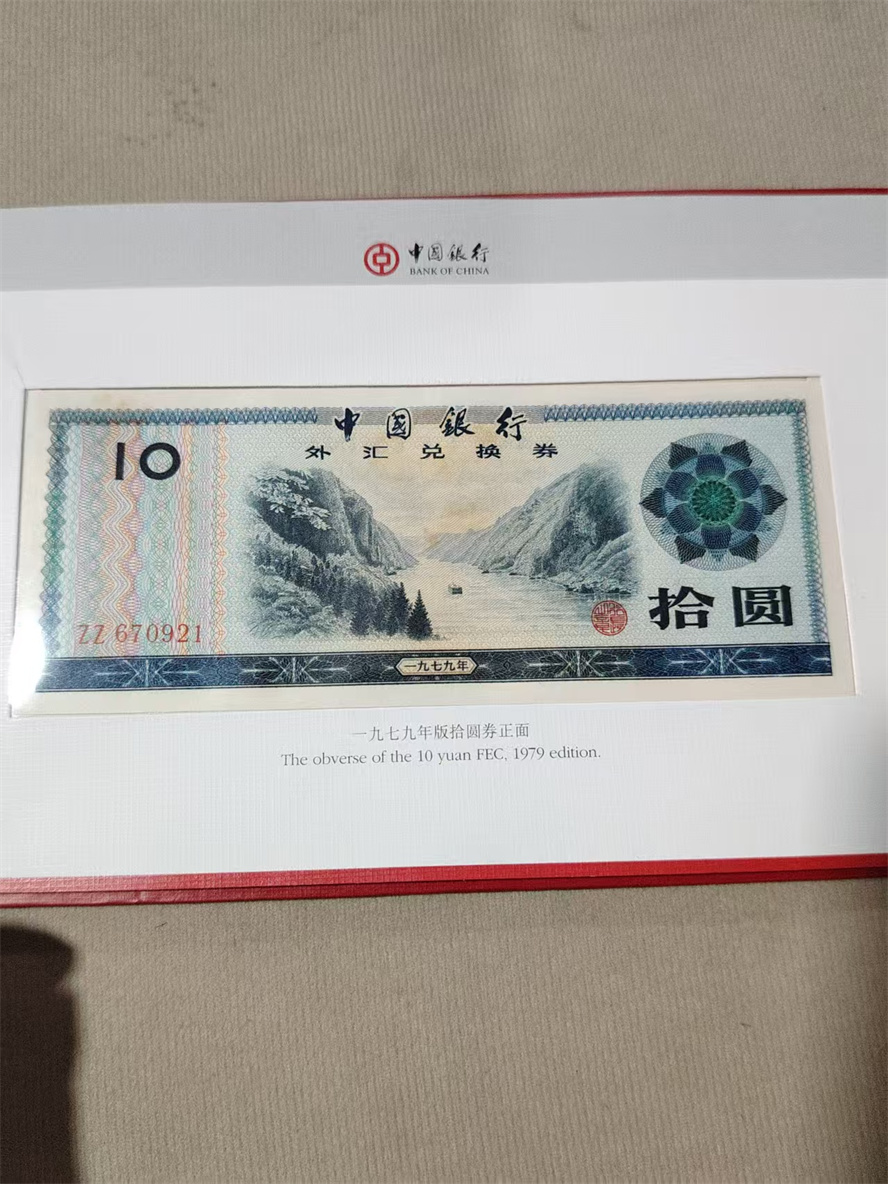 中国银行
BANK OF CHINA
中國銀行
外汇兑换券
10
拾圆
ZZ 670921
一九七九年
一九七九年版拾圆券正面
The obverse of the 10 yuan FEC, 1979 edition.